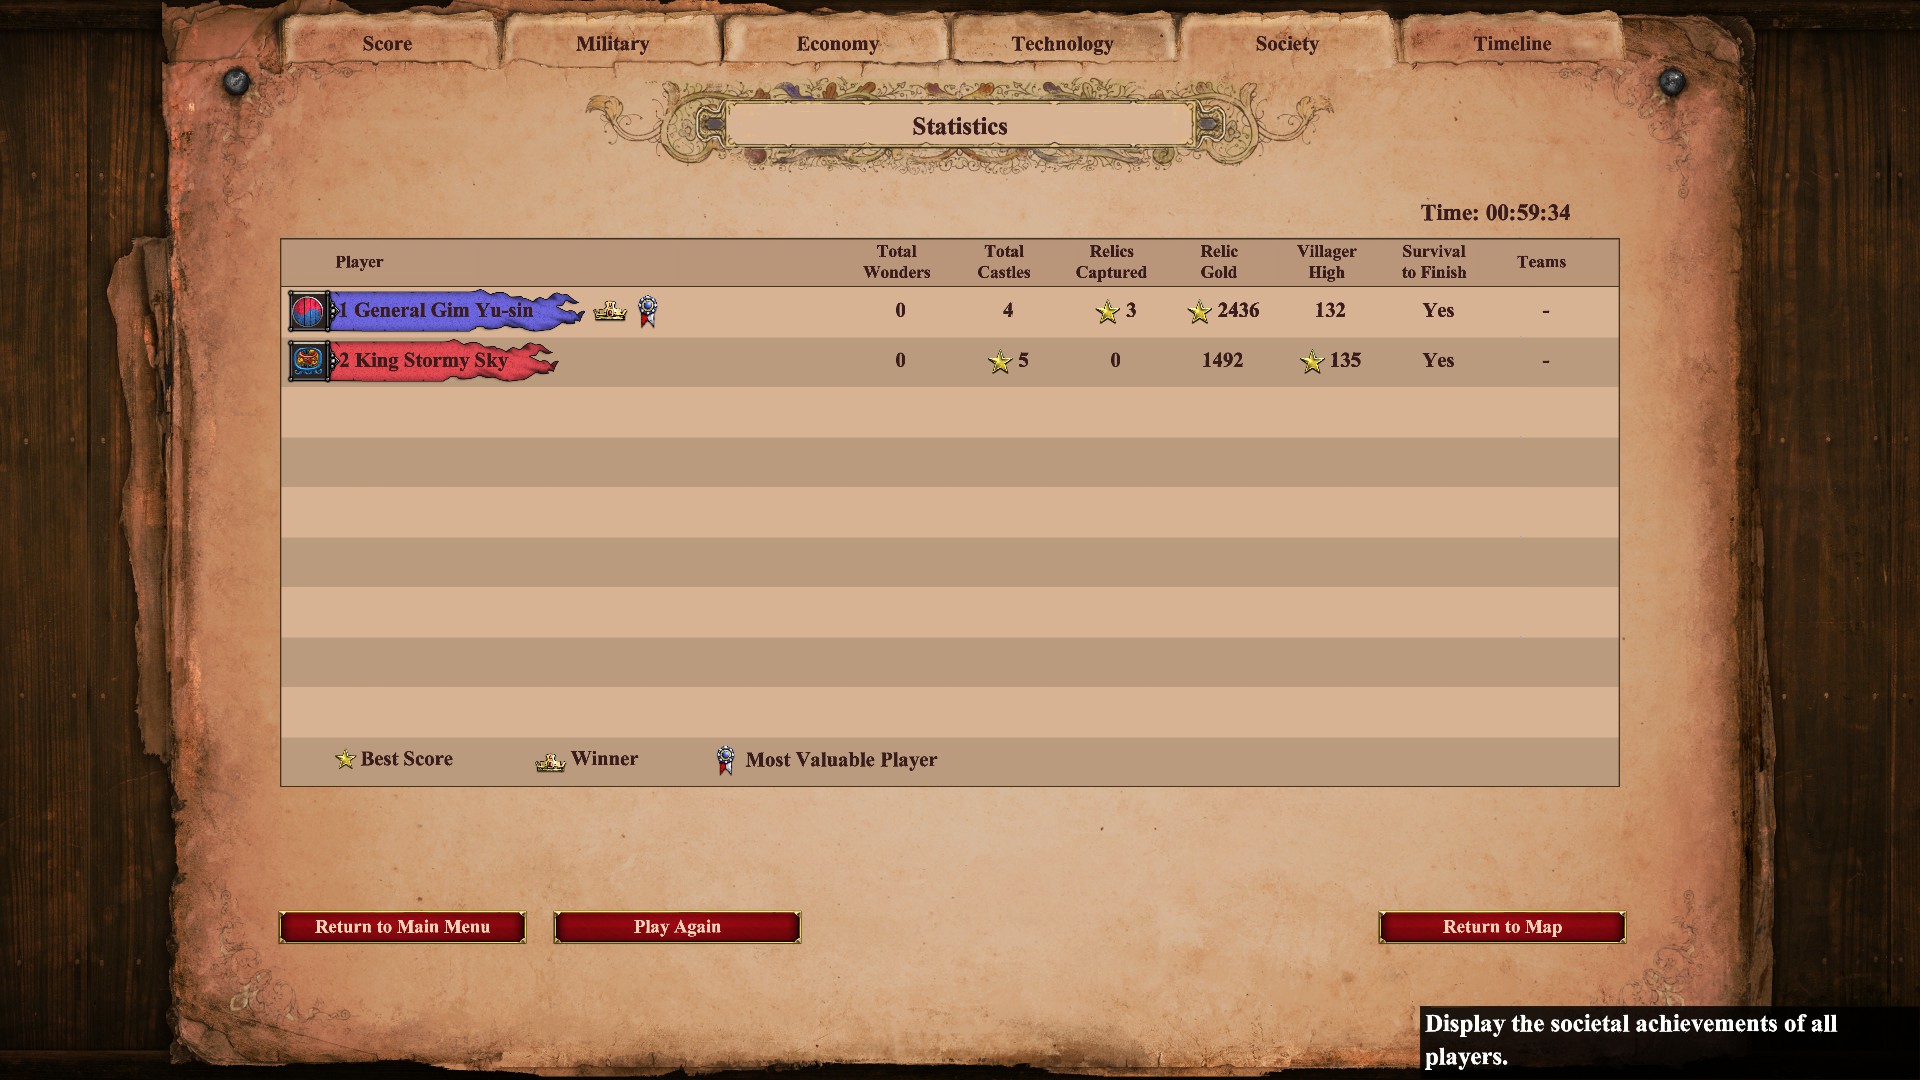 Score Military Economy Technology Society Timeline
Statistics
Time: 00:59:34
Player Total Wonders Total Castles Relics Captured Relic Gold Villager High Survival to Finish Teams
1 General Gim Yu-sin 0 4 3 2436 132 Yes -
2 King Stormy Sky 0 5 0 1492 135 Yes -
Best Score Winner Most Valuable Player
Return to Main Menu Play Again Return to Map
Display the societal achievements of all
players.